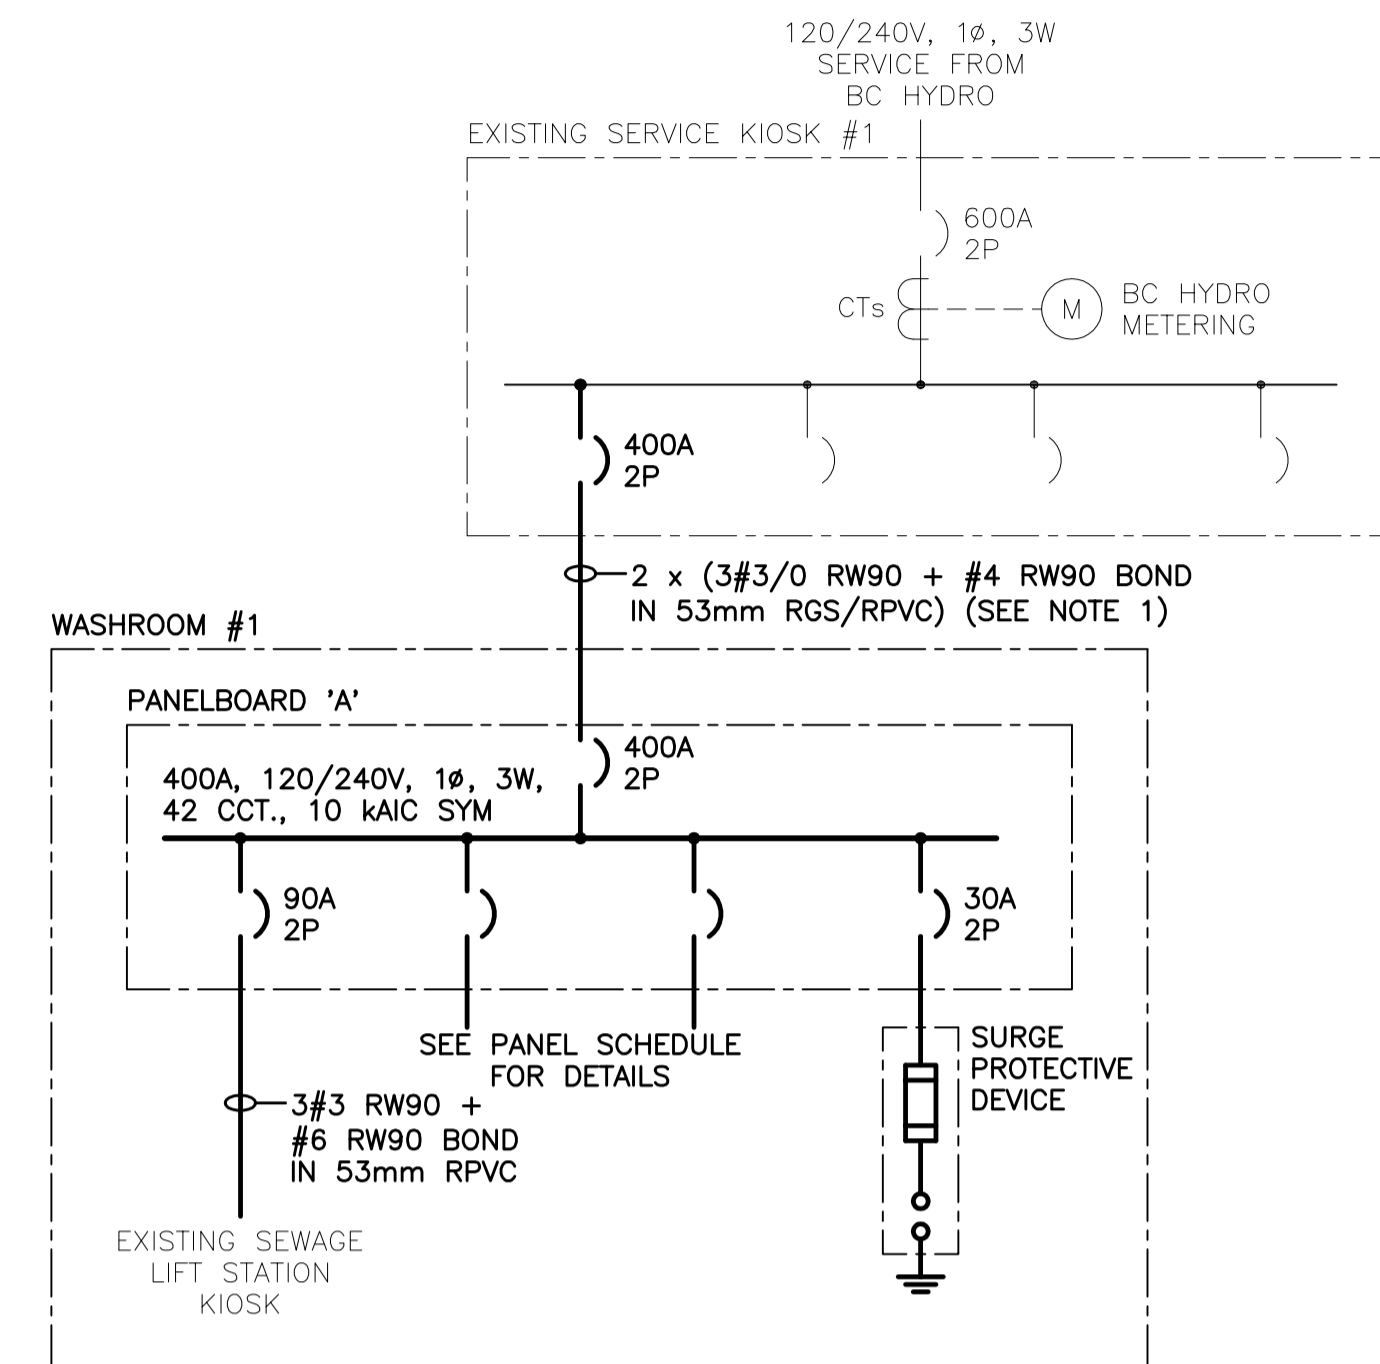 120/240V, 1ø, 3W
SERVICE FROM
BC HYDRO
EXISTING SERVICE KIOSK #1
600A
2P
CTs
M
BC HYDRO
METERING
400A
2P
2 x (3#3/0 RW90 + #4 RW90 BOND
IN 53mm RGS/RPVC) (SEE NOTE 1)
WASHROOM #1
PANELBOARD 'A'
400A
2P
400A, 120/240V, 1ø, 3W,
42 CCT., 10 kAIC SYM
90A
2P
30A
2P
SEE PANEL SCHEDULE
FOR DETAILS
SURGE
PROTECTIVE
DEVICE
3#3 RW90 +
#6 RW90 BOND
IN 53mm RPVC
EXISTING SEWAGE
LIFT STATION
KIOSK